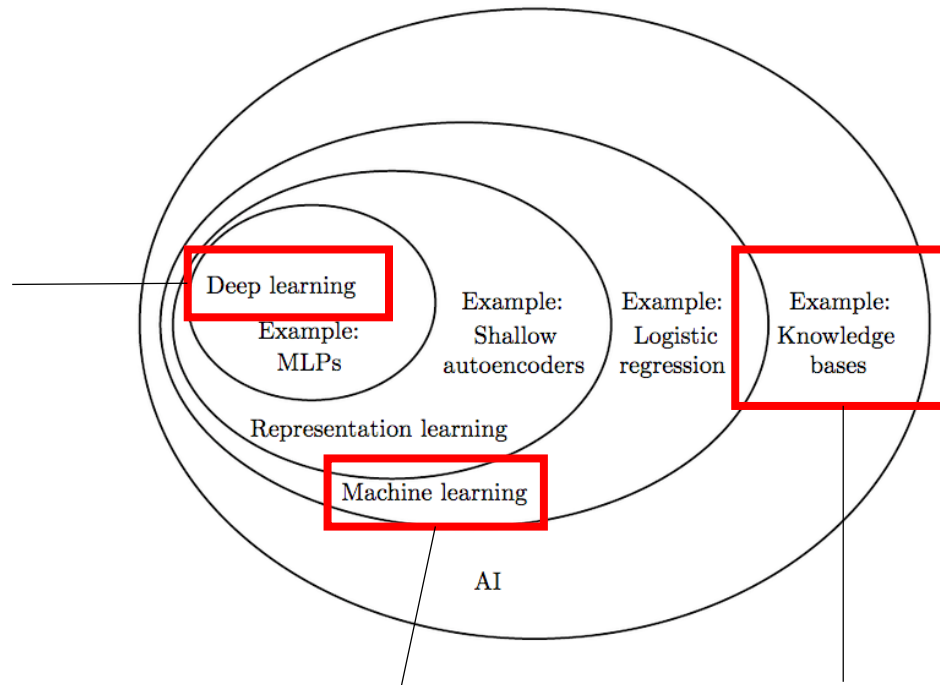 Deep learning
Example:
MLPs
Example:
Shallow
autoencoders
Example:
Logistic
regression
Example:
Knowledge
bases
Representation learning
Machine learning
AI